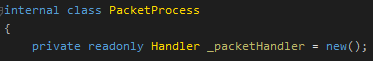 internal class PacketProcess
{
private readonly Handler _packetHandler = new();